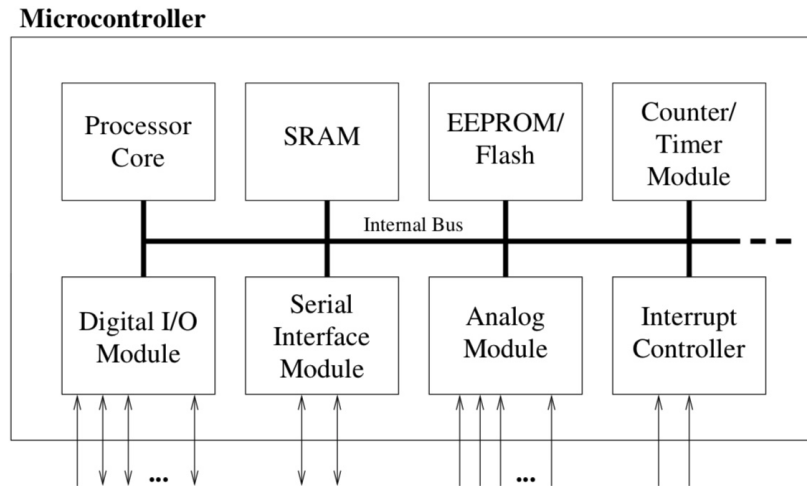 Microcontroller
Processor
Core
SRAM
EEPROM/
Flash
Counter/
Timer
Module
Internal Bus
Digital I/O
Module
Serial
Interface
Module
Analog
Module
Interrupt
Controller
...
...